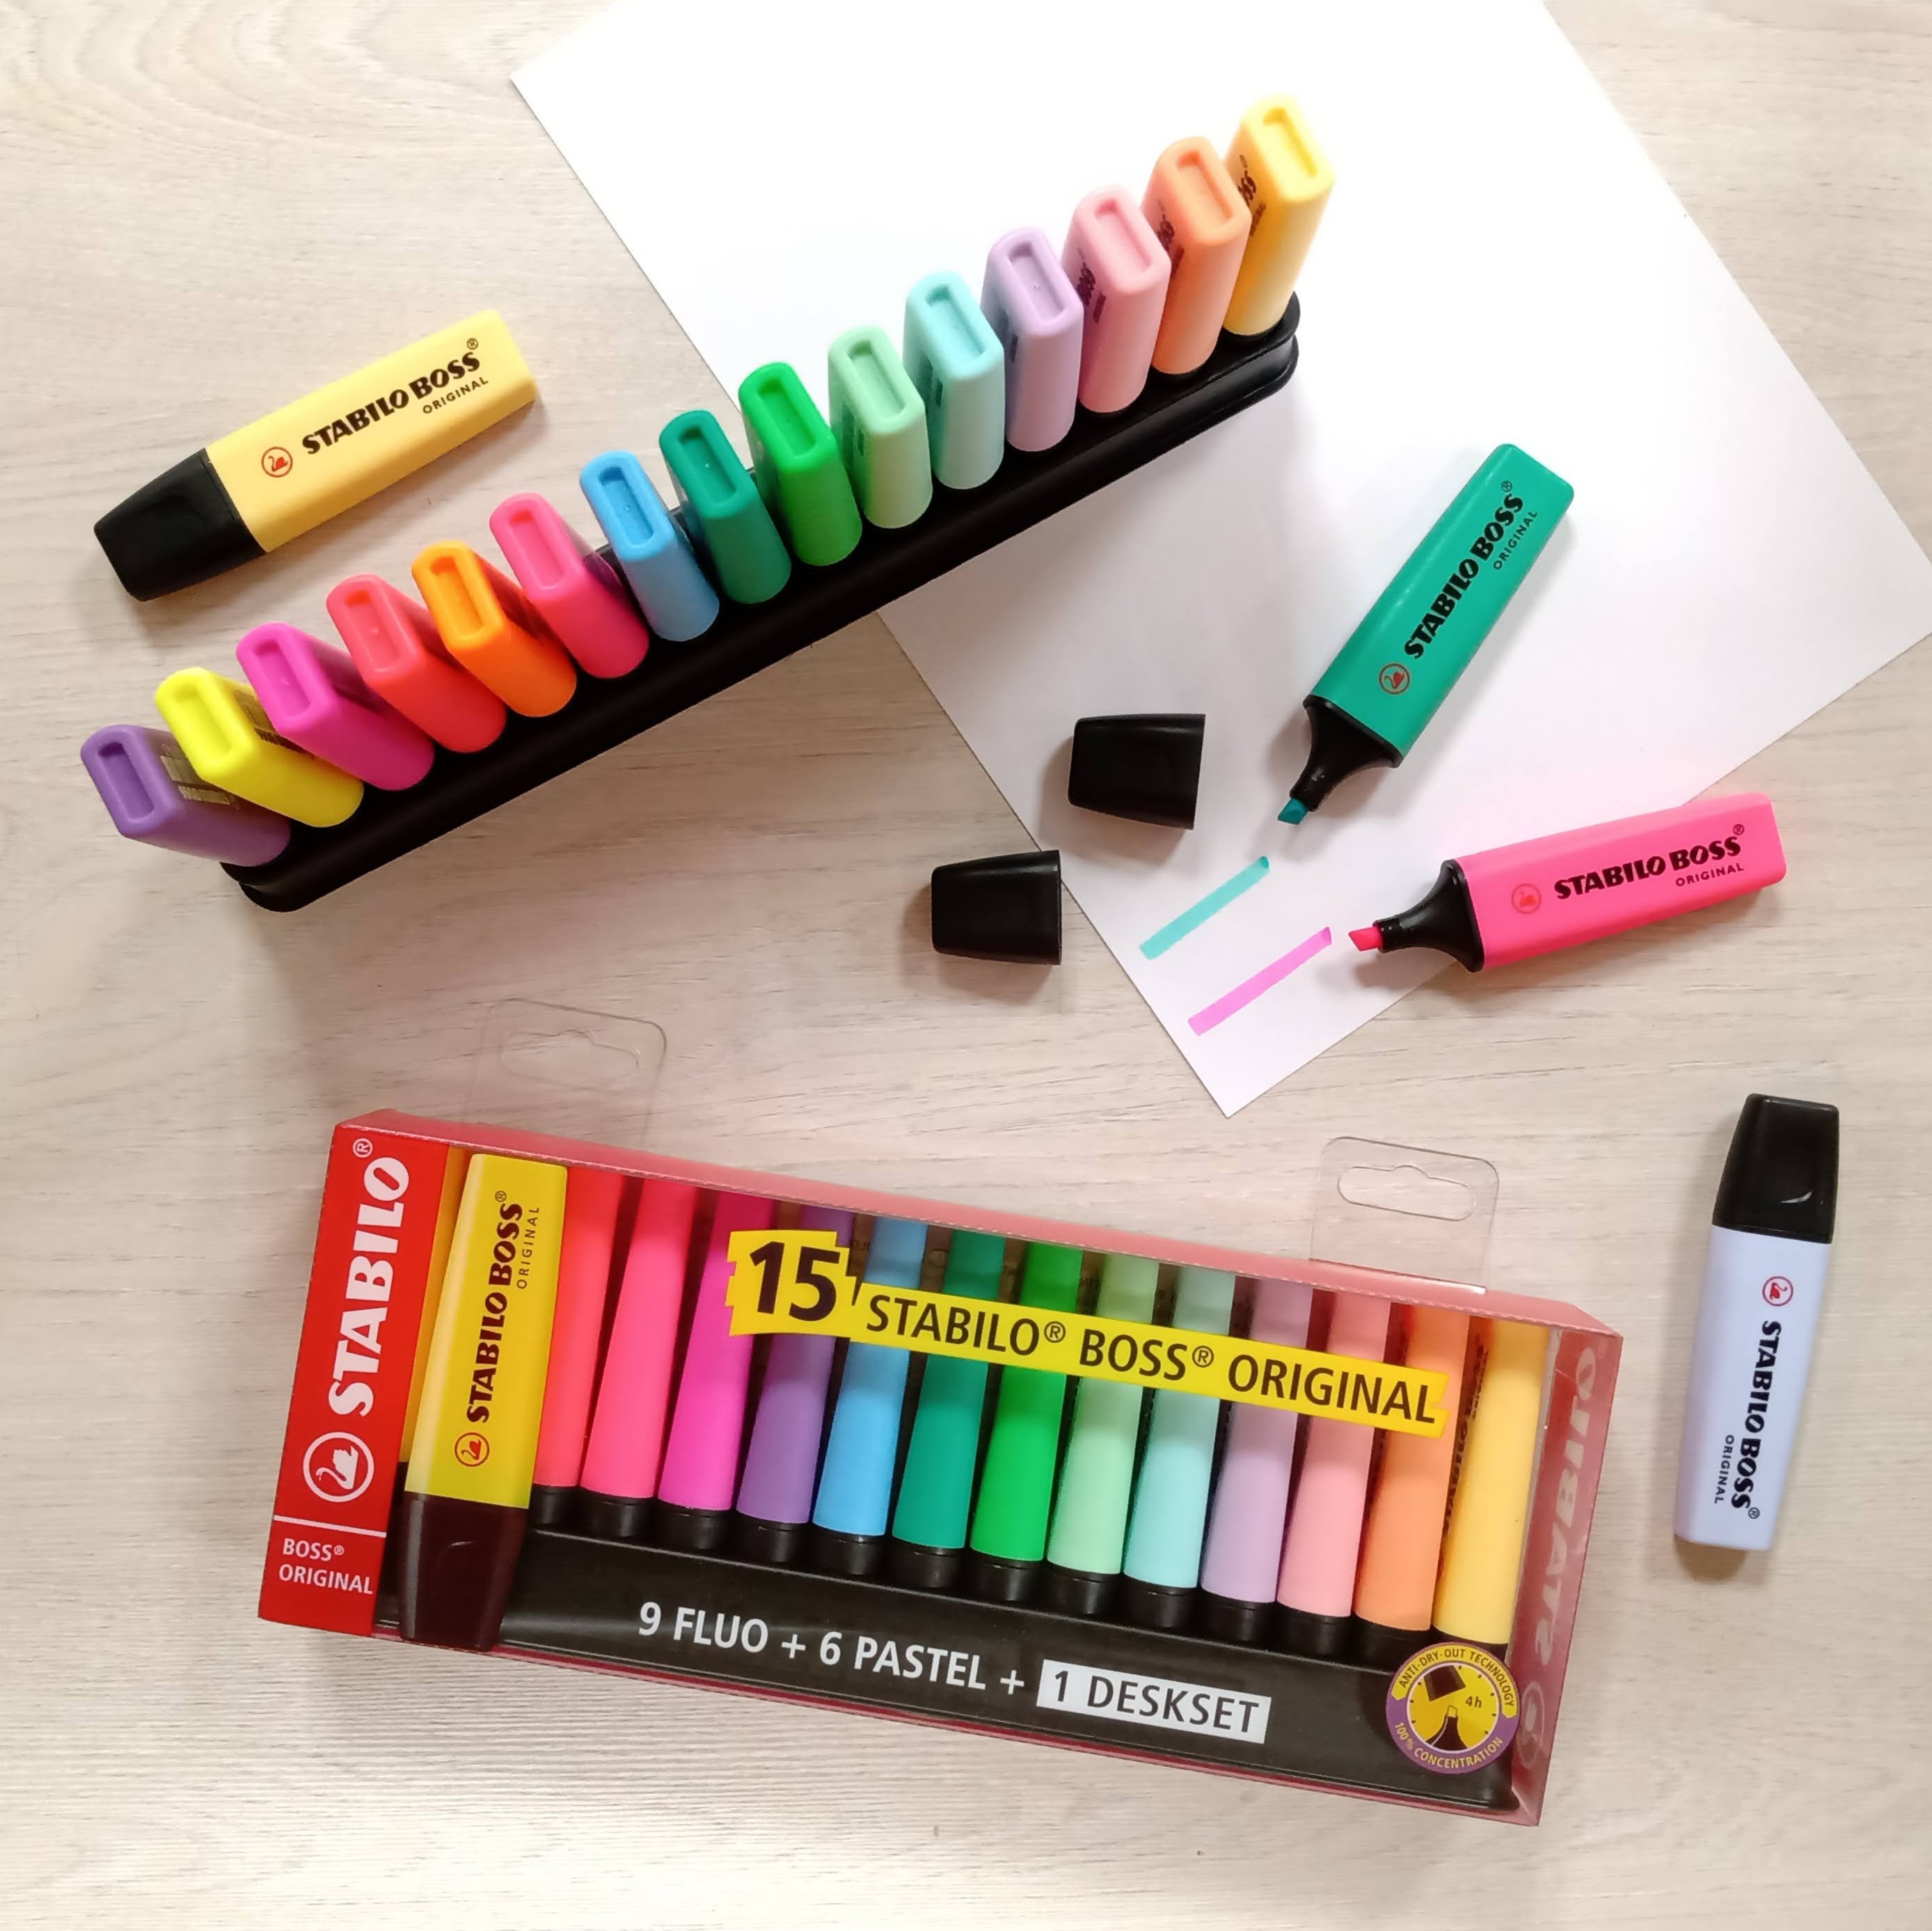 STABILO BOSS®
ORIGINAL
STABILO BOSS®
ORIGINAL
STABILO BOSS®
ORIGINAL
STABILO®
BOSS®
ORIGINAL
STABILO BOSS®
ORIGINAL
15 STABILO® BOSS® ORIGINAL
9 FLUO + 6 PASTEL + 1 DESKSET
ANTI-DRY-OUT TECHNOLOGY
4h
100% CONCENTRATION
STABILO
STABILO BOSS®
ORIGINAL